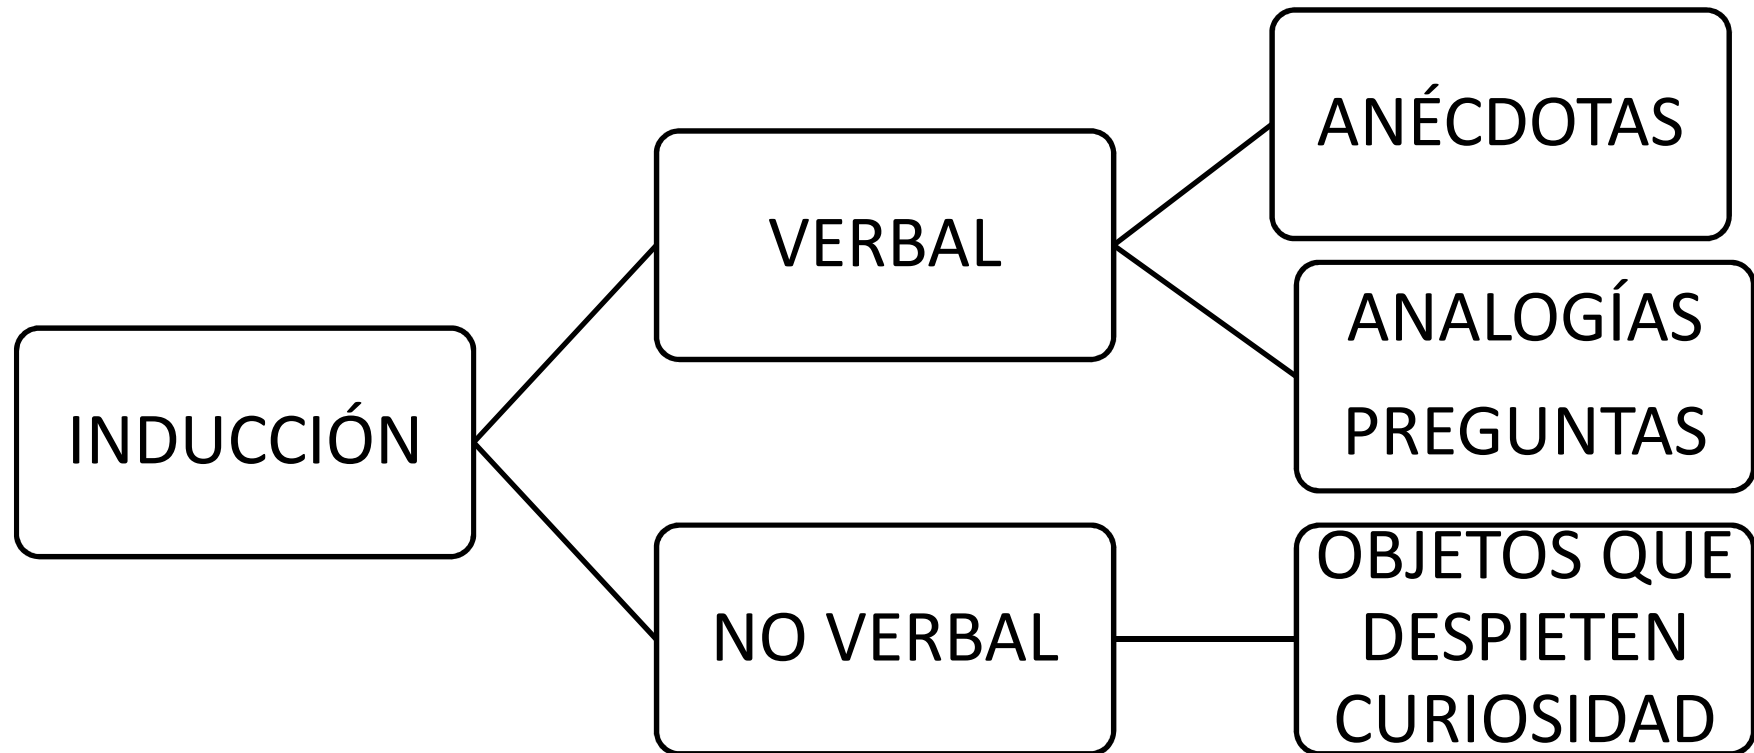 INDUCCIÓN
VERBAL
ANÉCDOTAS
ANALOGÍAS
PREGUNTAS
NO VERBAL
OBJETOS QUE
DESPIETEN
CURIOSIDAD